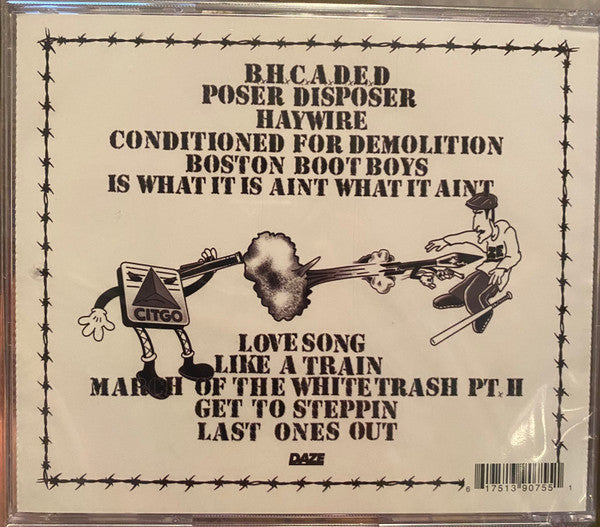 B.H.C.A.D.E.D
POSER DISPOSER
HAYWIRE
CONDITIONED FOR DEMOLITION
BOSTON BOOT BOYS
IS WHAT IT IS AINT WHAT IT AINT
CITGO
LOVE SONG
LIKE A TRAIN
MARCH OF THE WHITE TRASH PT. II
GET TO STEPPIN
LAST ONES OUT
DAZE
6 17513 90755 1